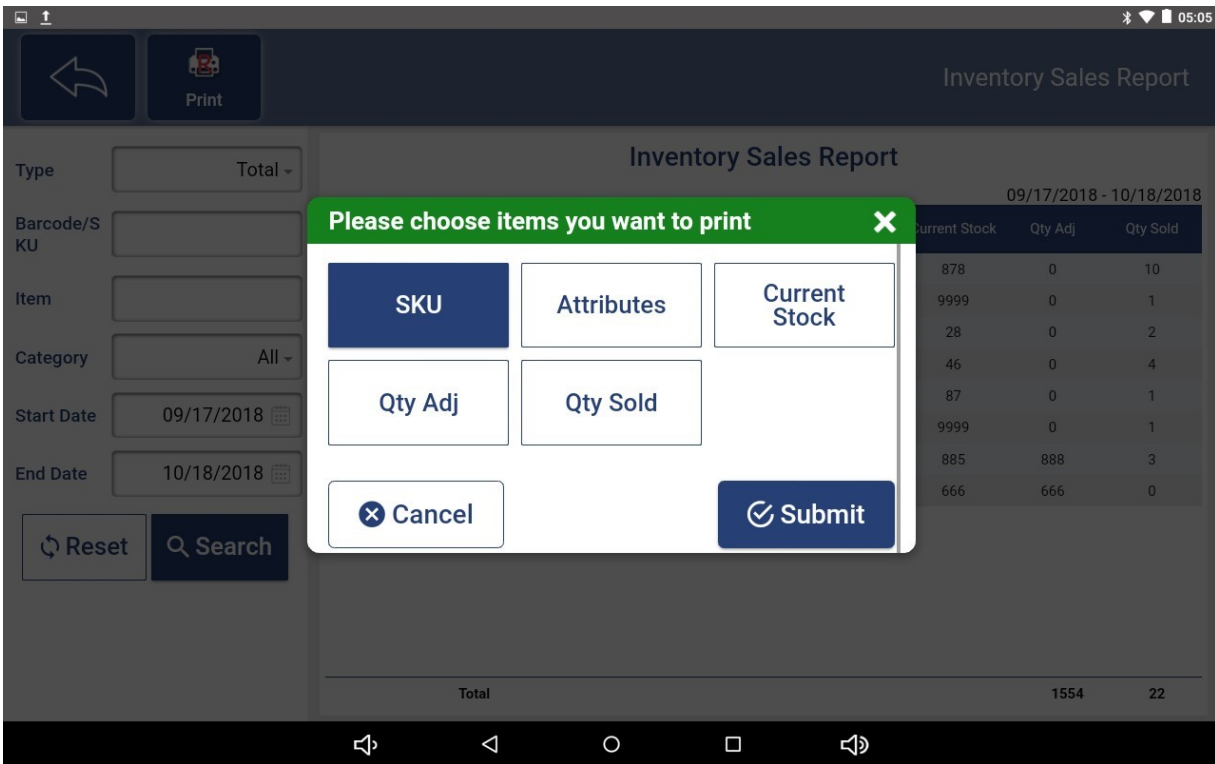 05:05
Print
Inventory Sales Report
Type
Total
Barcode/S
KU
Item
Category
All
Start Date
09/17/2018
End Date
10/18/2018
Reset
Search
Inventory Sales Report
09/17/2018 - 10/18/2018
Current Stock Qty Adj Qty Sold
878 0 10
9999 0 1
28 0 2
46 0 4
87 0 1
9999 0 1
885 888 3
666 666 0
Total 1554 22
Please choose items you want to print
SKU
Attributes
Current
Stock
Qty Adj
Qty Sold
Cancel
Submit